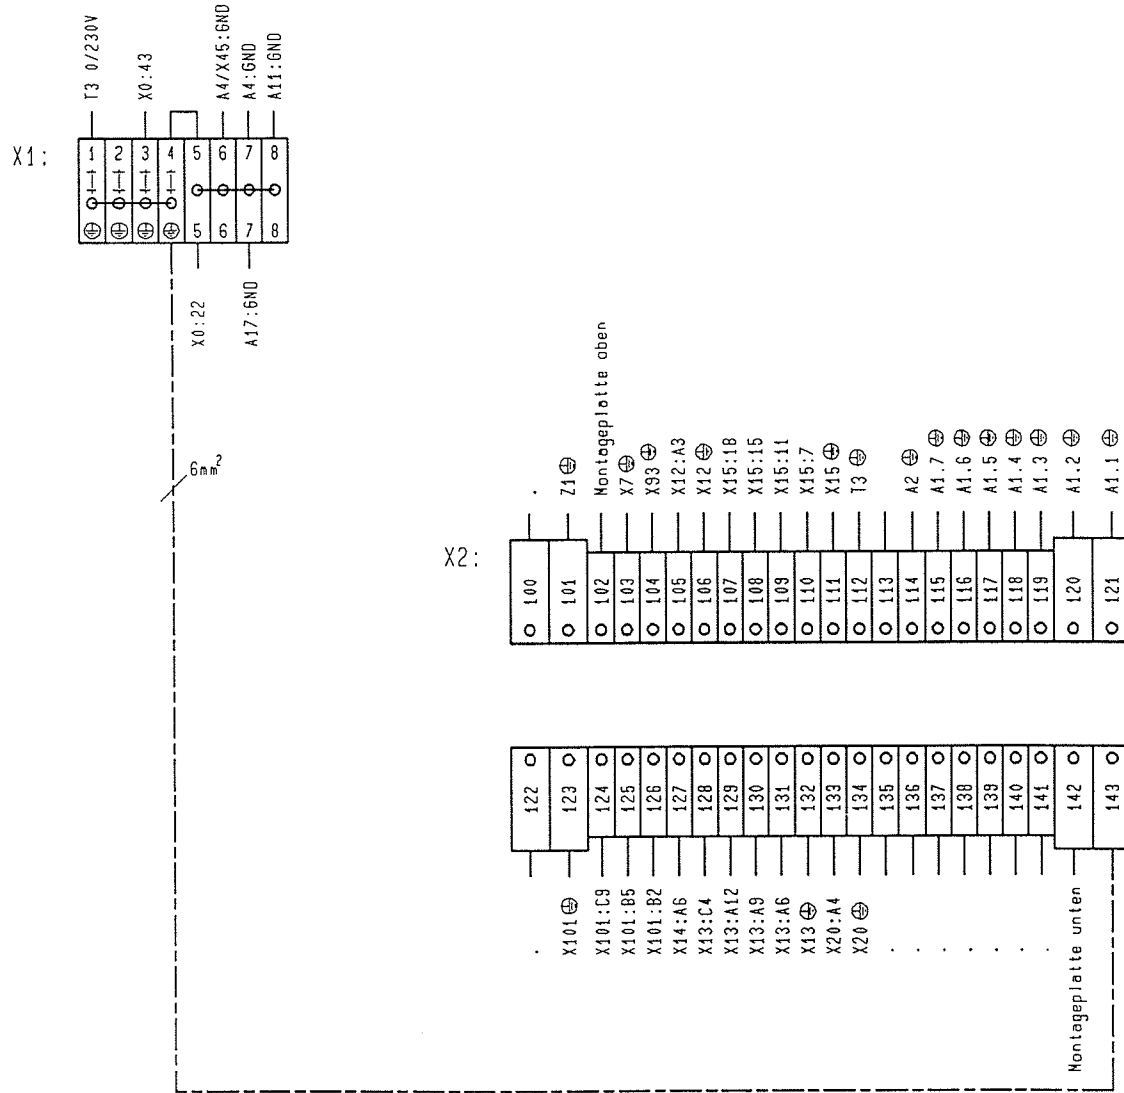 T3 0/230V
X0:43
A4/X45:GND
A4:GND
A11:GND
X1:
1 2 3 4 5 6 7 8
5 6 7 8
X0:22
A17:GND
6mm²
X2:
.
Z1
Montageplatte oben
X7
X93
X12:A3
X12
X15:18
X15:15
X15:11
X15:7
X15
T3
A2
A1.7
A1.6
A1.5
A1.4
A1.3
A1.2
A1.1
100 101 102 103 104 105 106 107 108 109 110 111 112 113 114 115 116 117 118 119 120 121
122 123 124 125 126 127 128 129 130 131 132 133 134 135 136 137 138 139 140 141 142 143
.
X101
X101:C9
X101:B5
X101:B2
X14:A6
X13:C4
X13:A12
X13:A9
X13:A6
X13
X20:A4
X20
. . . . . . .
Montageplatte unten